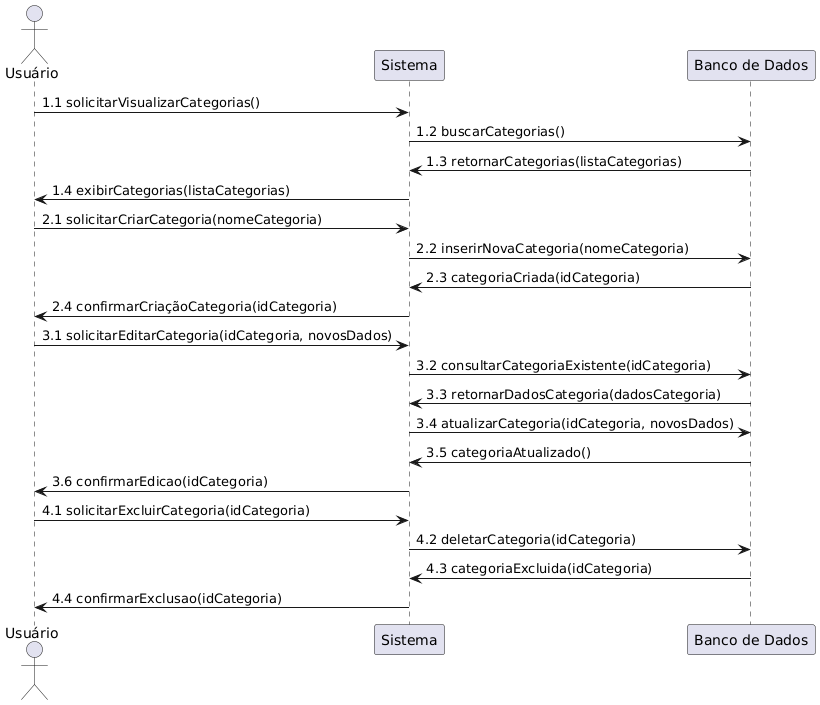 Usuário
Sistema
Banco de Dados
1.1 solicitarVisualizarCategorias()
1.2 buscarCategorias()
1.3 retornarCategorias(listaCategorias)
1.4 exibirCategorias(listaCategorias)
2.1 solicitarCriarCategoria(nomeCategoria)
2.2 inserirNovaCategoria(nomeCategoria)
2.3 categoriaCriada(idCategoria)
2.4 confirmarCriaçãoCategoria(idCategoria)
3.1 solicitarEditarCategoria(idCategoria, novosDados)
3.2 consultarCategoriaExistente(idCategoria)
3.3 retornarDadosCategoria(dadosCategoria)
3.4 atualizarCategoria(idCategoria, novosDados)
3.5 categoriaAtualizado()
3.6 confirmarEdicao(idCategoria)
4.1 solicitarExcluirCategoria(idCategoria)
4.2 deletarCategoria(idCategoria)
4.3 categoriaExcluida(idCategoria)
4.4 confirmarExclusao(idCategoria)
Usuário
Sistema
Banco de Dados